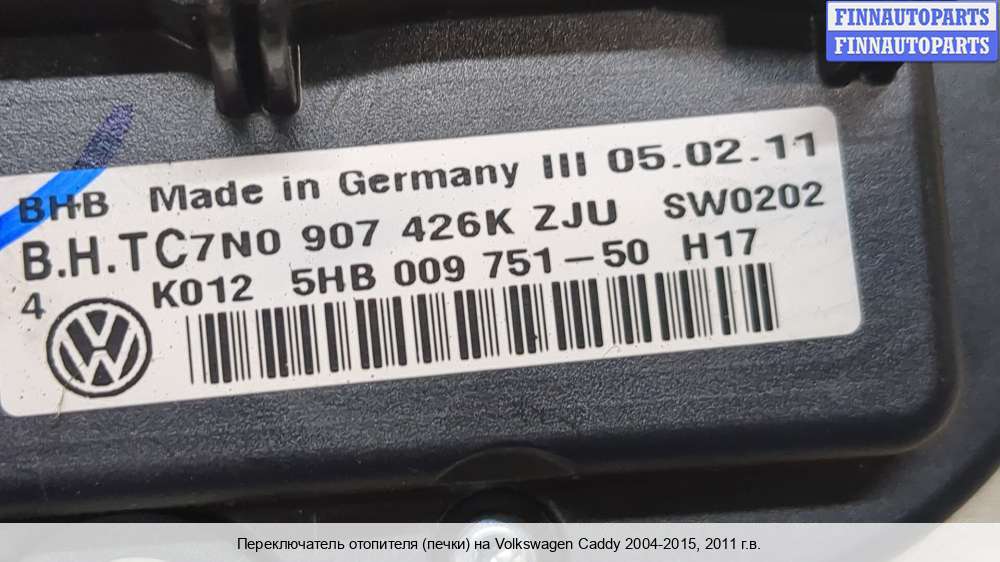 FINNAUTOPARTS
FINNAUTOPARTS
BHB Made in Germany III 05.02.11
B.H.TC7N0 907 426K ZJU SW0202
4 K012 5HB 009 751-50 H17
VW
Переключатель отопителя (печки) на Volkswagen Caddy 2004-2015, 2011 г.в.